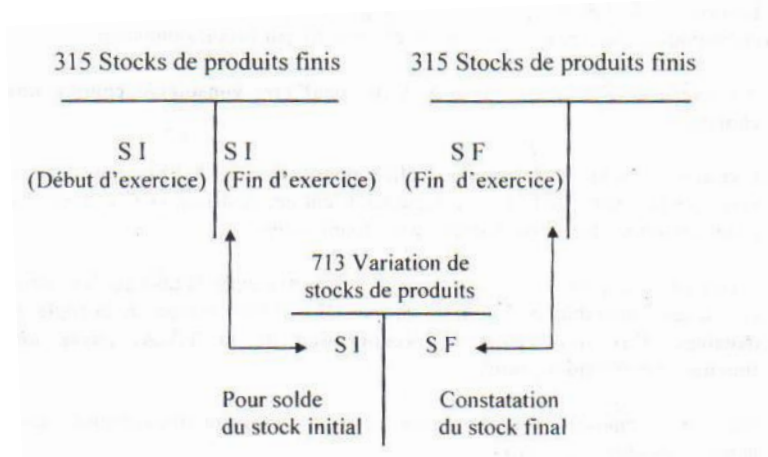 315 Stocks de produits finis
315 Stocks de produits finis
S I
S I
S F
(Début d'exercice)
(Fin d'exercice)
(Fin d'exercice)
713 Variation de
stocks de produits
S I
S F
Pour solde
du stock initial
Constatation
du stock final